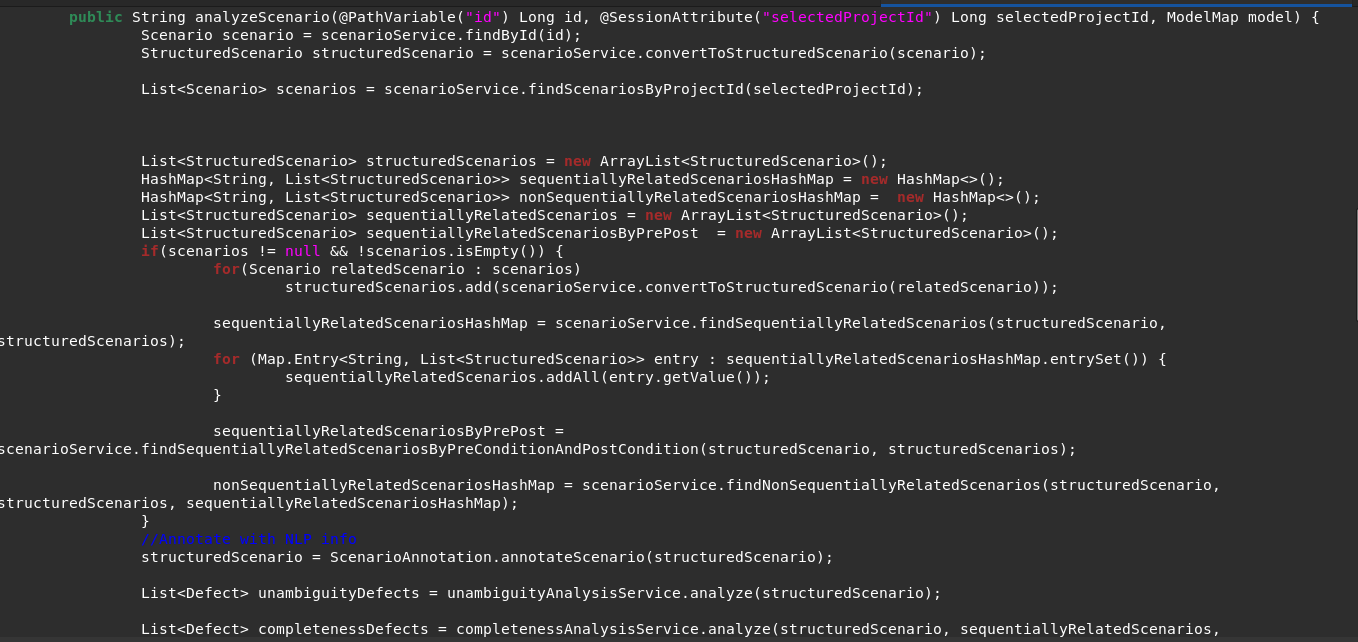 public String analyzeScenario(@PathVariable("id") Long id, @SessionAttribute("selectedProjectId") Long selectedProjectId, ModelMap model) {
Scenario scenario = scenarioService.findById(id);
StructuredScenario structuredScenario = scenarioService.convertToStructuredScenario(scenario);
List<Scenario> scenarios = scenarioService.findScenariosByProjectId(selectedProjectId);
List<StructuredScenario> structuredScenarios = new ArrayList<StructuredScenario>();
HashMap<String, List<StructuredScenario>> sequentiallyRelatedScenariosHashMap = new HashMap<>();
HashMap<String, List<StructuredScenario>> nonSequentiallyRelatedScenariosHashMap =  new HashMap<>();
List<StructuredScenario> sequentiallyRelatedScenarios = new ArrayList<StructuredScenario>();
List<StructuredScenario> sequentiallyRelatedScenariosByPrePost  = new ArrayList<StructuredScenario>();
if(scenarios != null && !scenarios.isEmpty()) {
for(Scenario relatedScenario : scenarios)
structuredScenarios.add(scenarioService.convertToStructuredScenario(relatedScenario));
sequentiallyRelatedScenariosHashMap = scenarioService.findSequentiallyRelatedScenarios(structuredScenario,
structuredScenarios);
for (Map.Entry<String, List<StructuredScenario>> entry : sequentiallyRelatedScenariosHashMap.entrySet()) {
sequentiallyRelatedScenarios.addAll(entry.getValue());
}
sequentiallyRelatedScenariosByPrePost =
scenarioService.findSequentiallyRelatedScenariosByPreConditionAndPostCondition(structuredScenario, structuredScenarios);
nonSequentiallyRelatedScenariosHashMap = scenarioService.findNonSequentiallyRelatedScenarios(structuredScenario,
structuredScenarios, sequentiallyRelatedScenariosHashMap);
}
//Annotate with NLP info
structuredScenario = ScenarioAnnotation.annotateScenario(structuredScenario);
List<Defect> unambiguityDefects = unambiguityAnalysisService.analyze(structuredScenario);
List<Defect> completenessDefects = completenessAnalysisService.analyze(structuredScenario, sequentiallyRelatedScenarios,